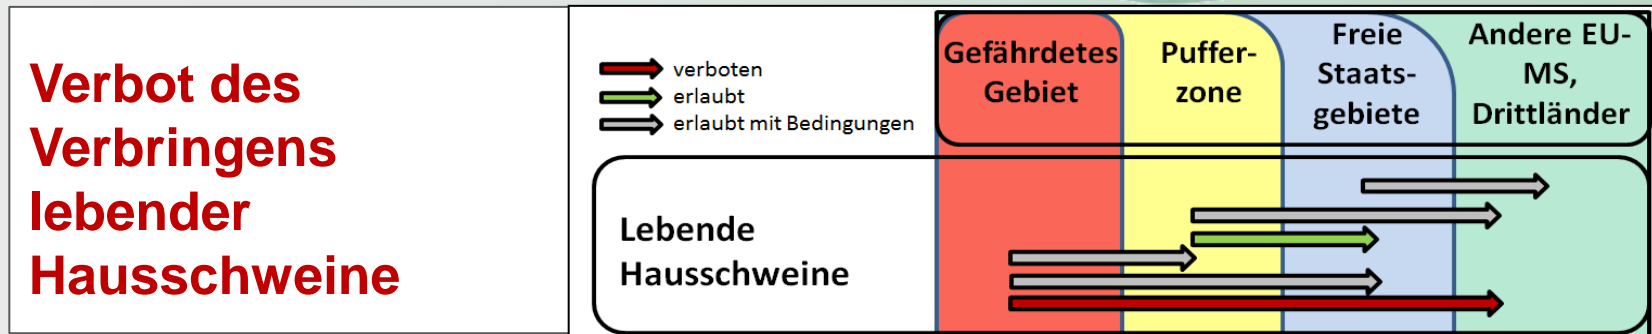 Verbot des
Verbringens
lebender
Hausschweine
verboten
erlaubt
erlaubt mit Bedingungen
Gefährdetes
Gebiet
Puffer-
zone
Freie
Staats-
gebiete
Andere EU-
MS,
Drittländer
Lebende
Hausschweine